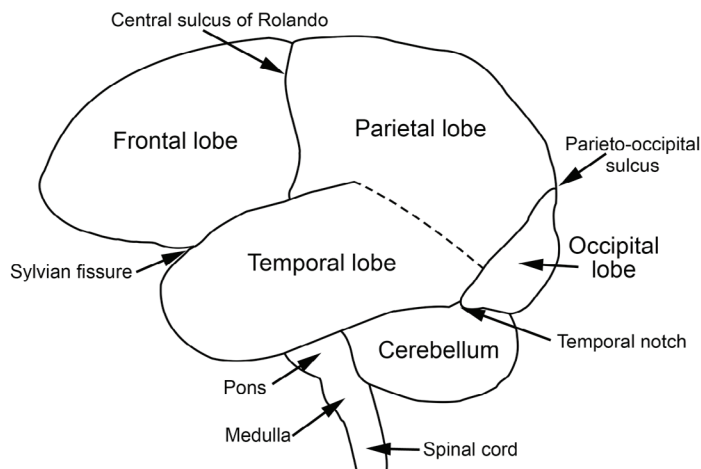 Central sulcus of Rolando
Frontal lobe
Parietal lobe
Parieto-occipital
sulcus
Sylvian fissure
Temporal lobe
Occipital
lobe
Temporal notch
Cerebellum
Pons
Medulla
Spinal cord